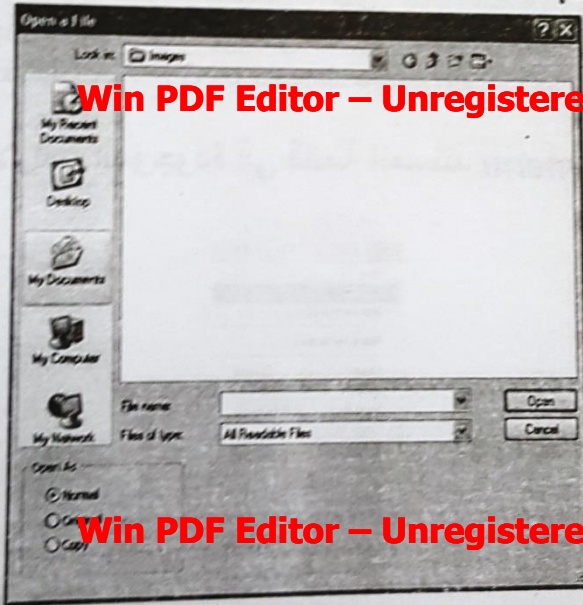 Open a File
Look in: Images
Win PDF Editor – Unregistere
My Recent
Documents
Desktop
My Documents
My Computer
My Network
File name:
Open
Files of type:
All Readable Files
Cancel
Open As
Normal
Win PDF Editor – Unregistere
Copy